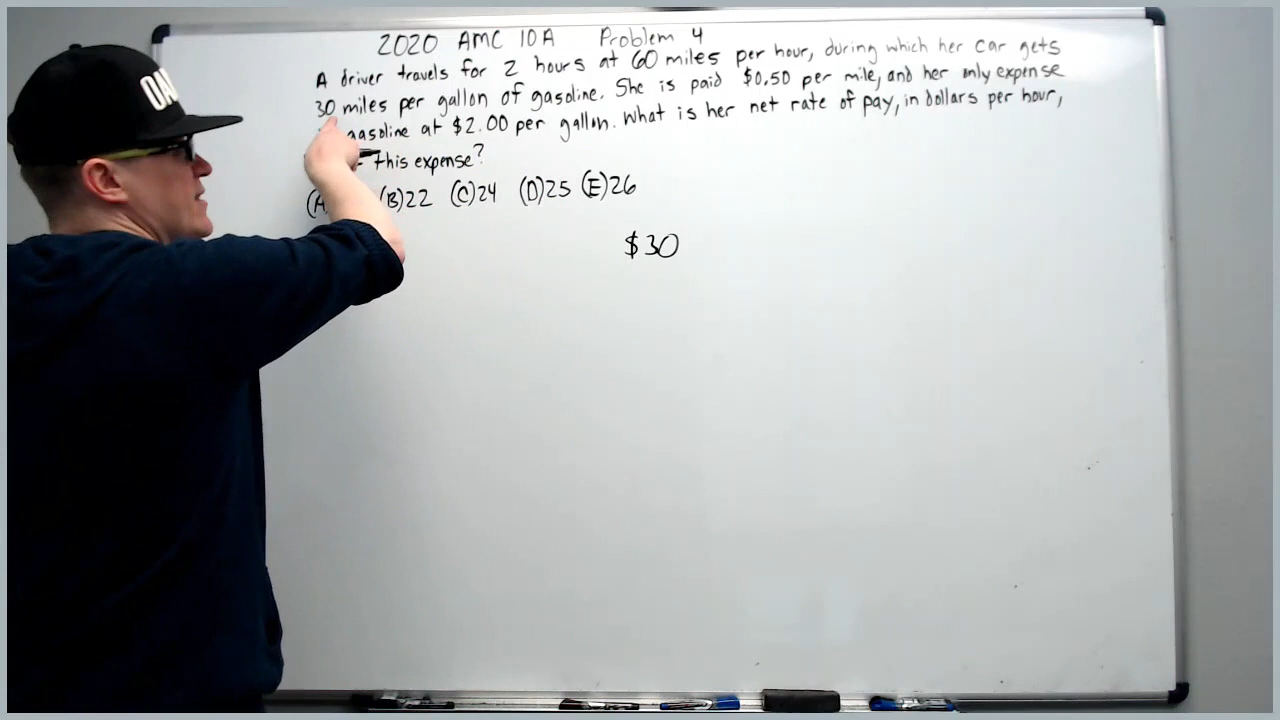 2020 AMC 10A Problem 4
A driver travels for 2 hours at 60 miles per hour, during which her car gets
30 miles per gallon of gasoline. She is paid $0.50 per mile, and her only expense
gasoline at $2.00 per gallon. What is her net rate of pay, in dollars per hour,
this expense?
(A) (B)22 (C)24 (D)25 (E)26
$30